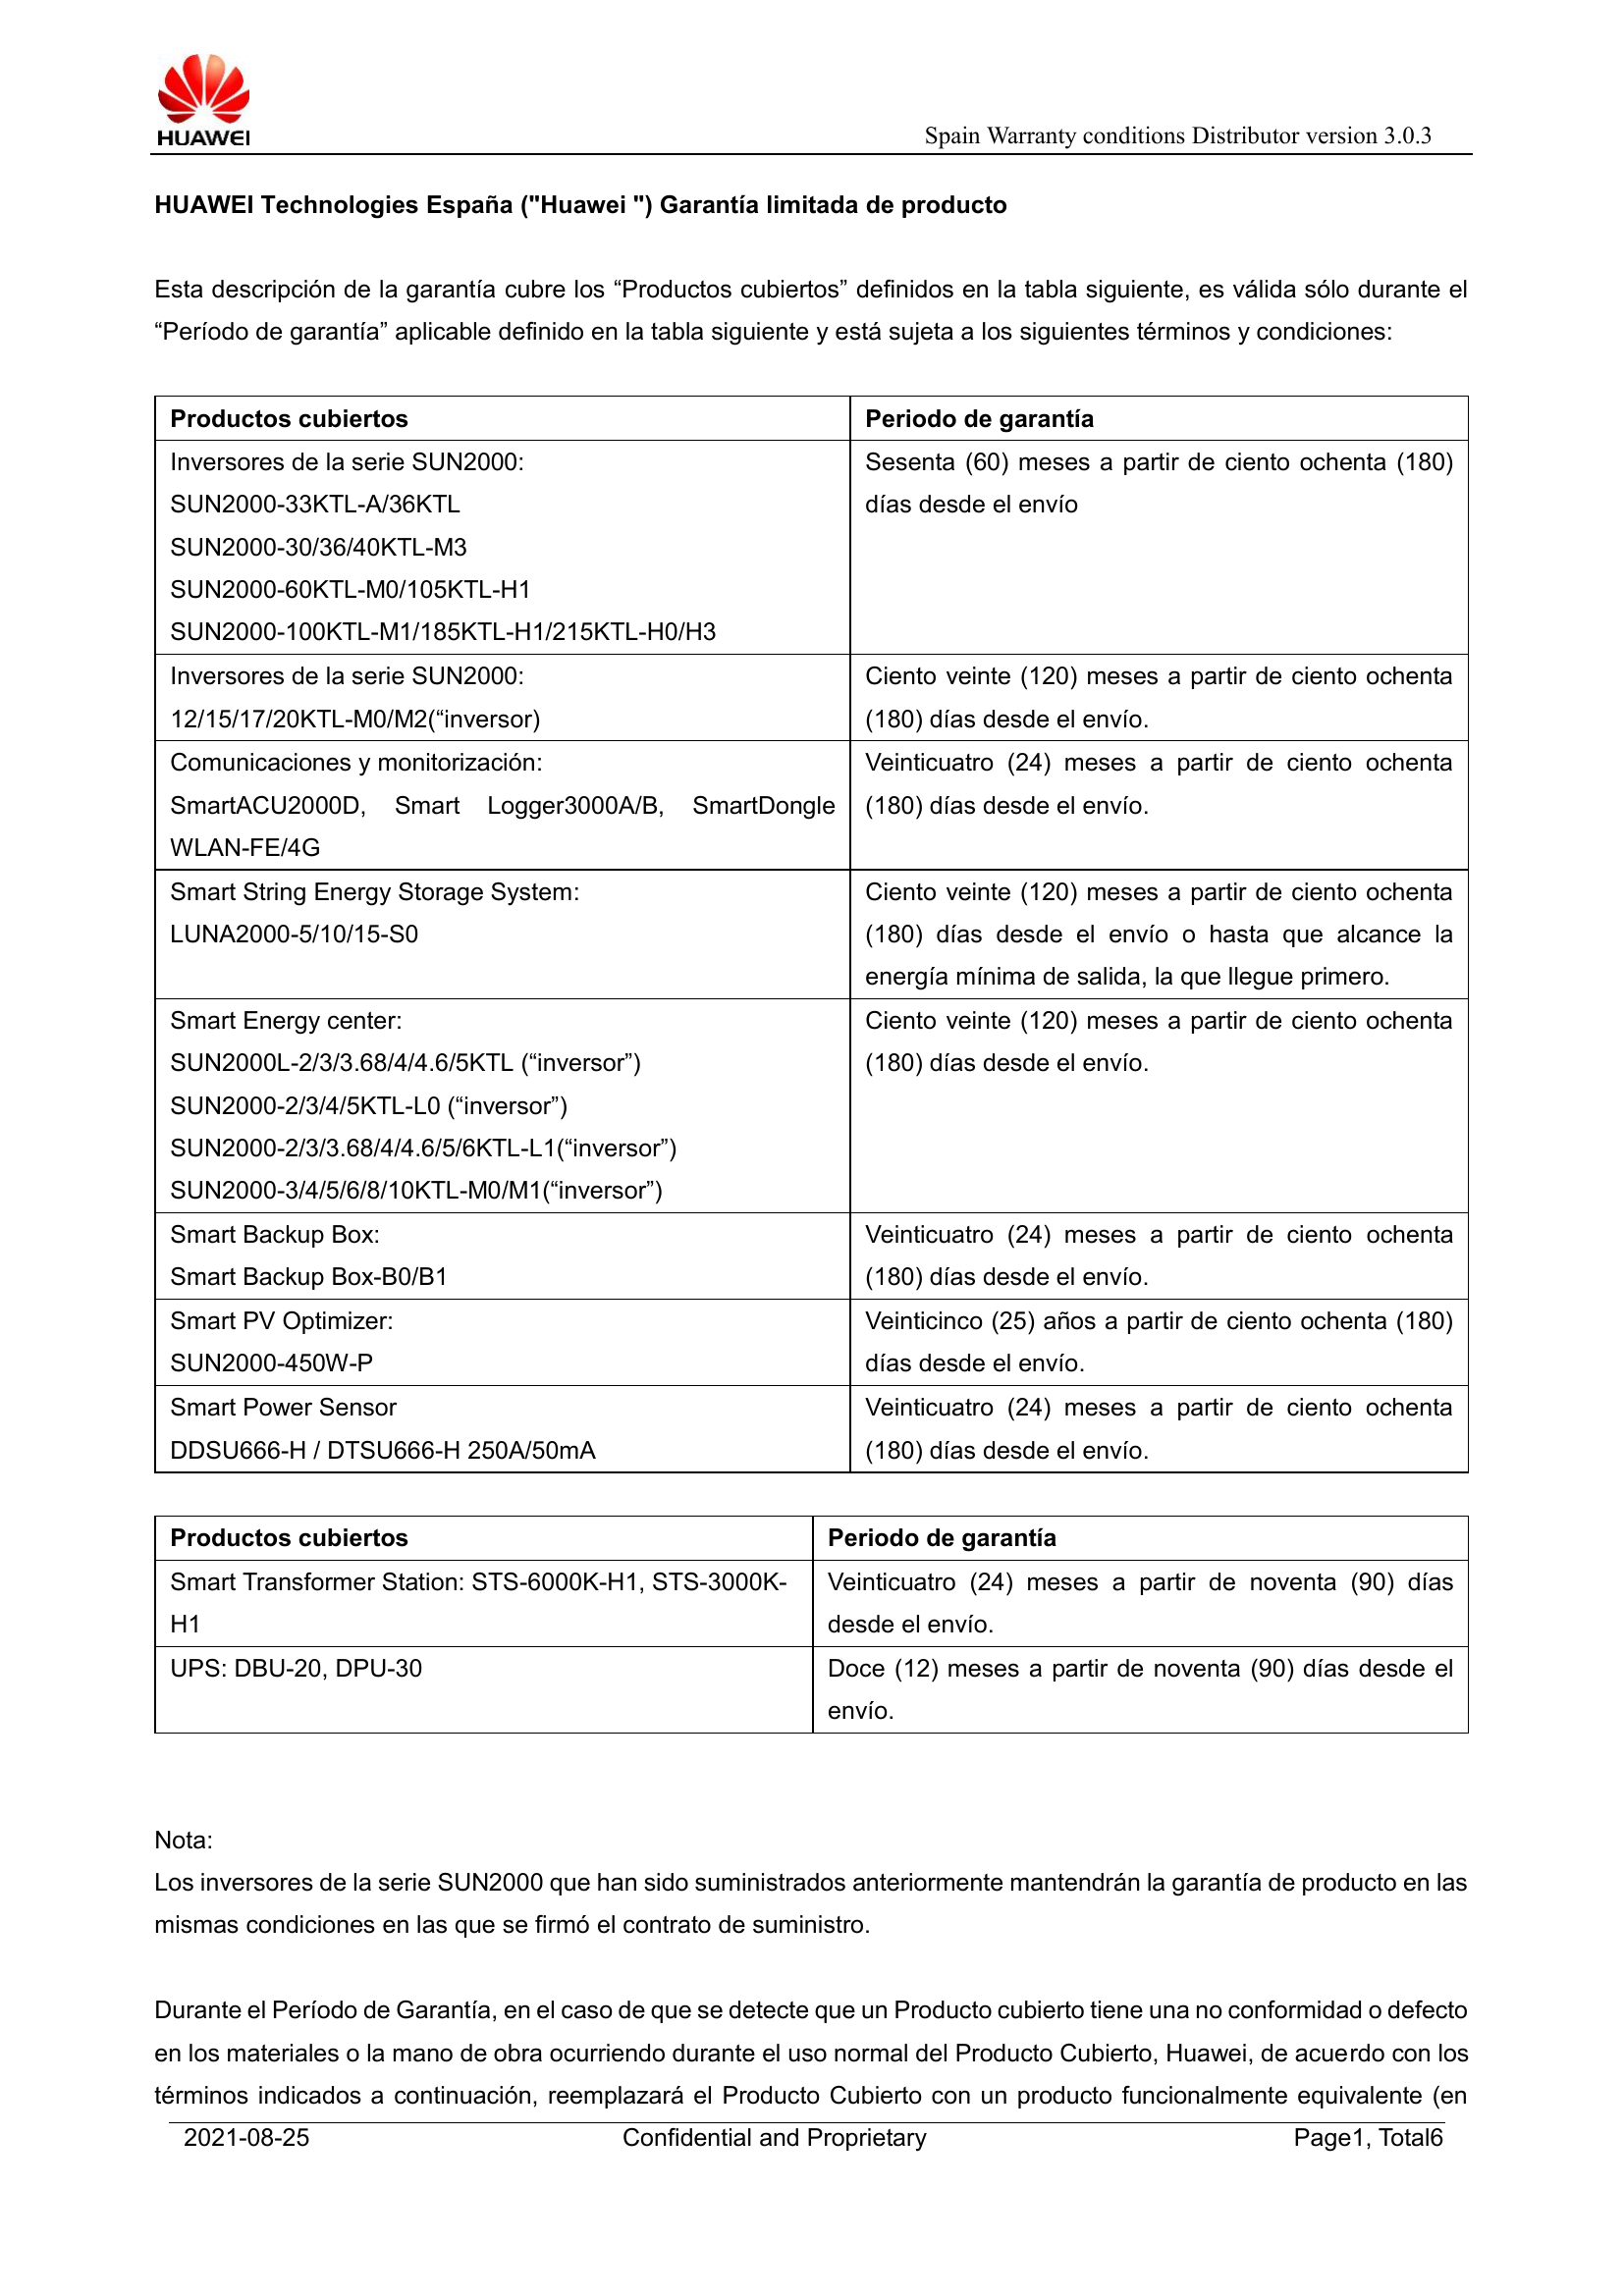 HUAWEI
Spain Warranty conditions Distributor version 3.0.3
HUAWEI Technologies España ("Huawei ") Garantía limitada de producto
Esta descripción de la garantía cubre los “Productos cubiertos” definidos en la tabla siguiente, es válida sólo durante el
“Período de garantía” aplicable definido en la tabla siguiente y está sujeta a los siguientes términos y condiciones:
Productos cubiertos
Periodo de garantía
Inversores de la serie SUN2000:
SUN2000-33KTL-A/36KTL
SUN2000-30/36/40KTL-M3
SUN2000-60KTL-M0/105KTL-H1
SUN2000-100KTL-M1/185KTL-H1/215KTL-H0/H3
Sesenta (60) meses a partir de ciento ochenta (180)
días desde el envío
Inversores de la serie SUN2000:
12/15/17/20KTL-M0/M2(“inversor)
Ciento veinte (120) meses a partir de ciento ochenta
(180) días desde el envío.
Comunicaciones y monitorización:
SmartACU2000D, Smart Logger3000A/B, SmartDongle
WLAN-FE/4G
Veinticuatro (24) meses a partir de ciento ochenta
(180) días desde el envío.
Smart String Energy Storage System:
LUNA2000-5/10/15-S0
Ciento veinte (120) meses a partir de ciento ochenta
(180) días desde el envío o hasta que alcance la
energía mínima de salida, la que llegue primero.
Smart Energy center:
SUN2000L-2/3/3.68/4/4.6/5KTL (“inversor”)
SUN2000-2/3/4/5KTL-L0 (“inversor”)
SUN2000-2/3/3.68/4/4.6/5/6KTL-L1(“inversor”)
SUN2000-3/4/5/6/8/10KTL-M0/M1(“inversor”)
Ciento veinte (120) meses a partir de ciento ochenta
(180) días desde el envío.
Smart Backup Box:
Smart Backup Box-B0/B1
Veinticuatro (24) meses a partir de ciento ochenta
(180) días desde el envío.
Smart PV Optimizer:
SUN2000-450W-P
Veinticinco (25) años a partir de ciento ochenta (180)
días desde el envío.
Smart Power Sensor
DDSU666-H / DTSU666-H 250A/50mA
Veinticuatro (24) meses a partir de ciento ochenta
(180) días desde el envío.
Productos cubiertos
Periodo de garantía
Smart Transformer Station: STS-6000K-H1, STS-3000K-
H1
Veinticuatro (24) meses a partir de noventa (90) días
desde el envío.
UPS: DBU-20, DPU-30
Doce (12) meses a partir de noventa (90) días desde el
envío.
Nota:
Los inversores de la serie SUN2000 que han sido suministrados anteriormente mantendrán la garantía de producto en las
mismas condiciones en las que se firmó el contrato de suministro.
Durante el Período de Garantía, en el caso de que se detecte que un Producto cubierto tiene una no conformidad o defecto
en los materiales o la mano de obra ocurriendo durante el uso normal del Producto Cubierto, Huawei, de acuerdo con los
términos indicados a continuación, reemplazará el Producto Cubierto con un producto funcionalmente equivalente (en
2021-08-25
Confidential and Proprietary
Page1, Total6